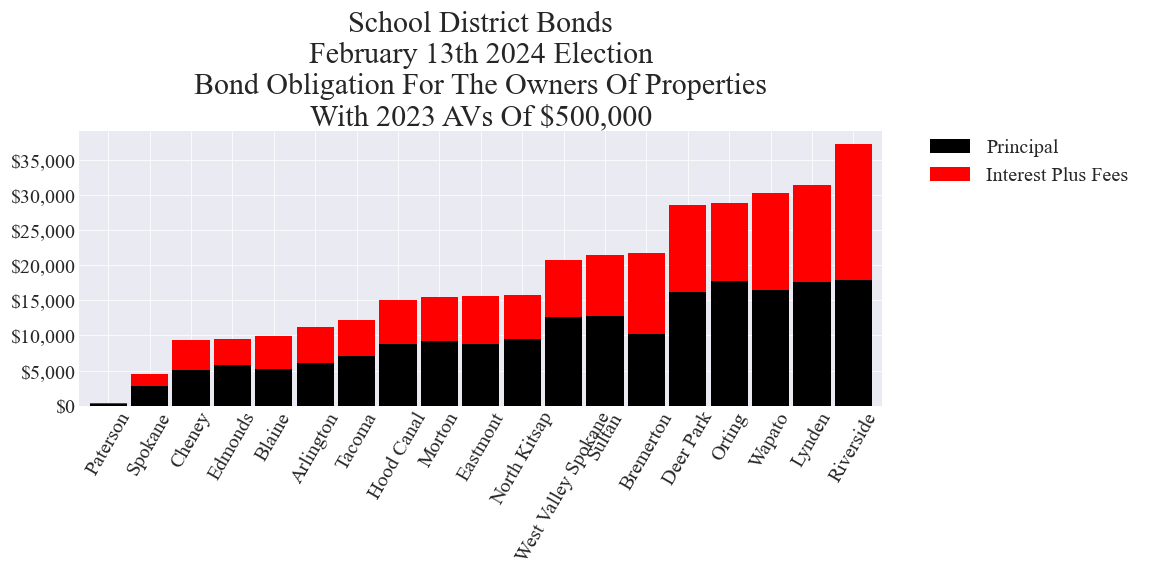 School District Bonds
February 13th 2024 Election
Bond Obligation For The Owners Of Properties
With 2023 AVs Of $500,000
Principal
Interest Plus Fees
$35,000
$30,000
$25,000
$20,000
$15,000
$10,000
$5,000
$0
Paterson
Spokane
Cheney
Edmonds
Blaine
Arlington
Tacoma
Hood Canal
Morton
Eastmont
North Kitsap
West Valley Spokane
Sultan
Bremerton
Deer Park
Orting
Wapato
Lynden
Riverside